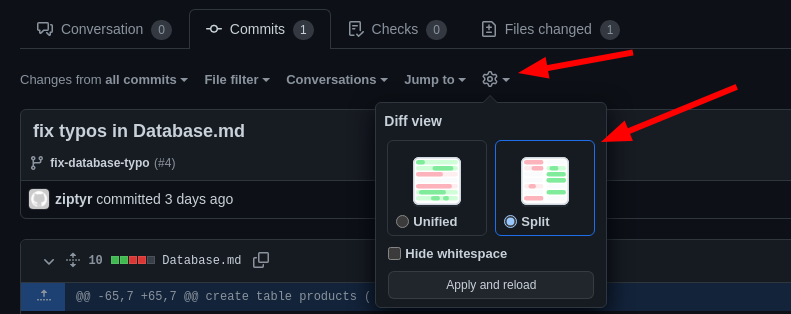 Conversation 0 Commits 1 Checks 0 Files changed 1
Changes from all commits File filter Conversations Jump to
Diff view
fix typos in Database.md
fix-database-typo (#4)
ziptyr committed 3 days ago
Unified Split
Hide whitespace
10 Database.md
Apply and reload
@@ -65,7 +65,7 @@ create table products (